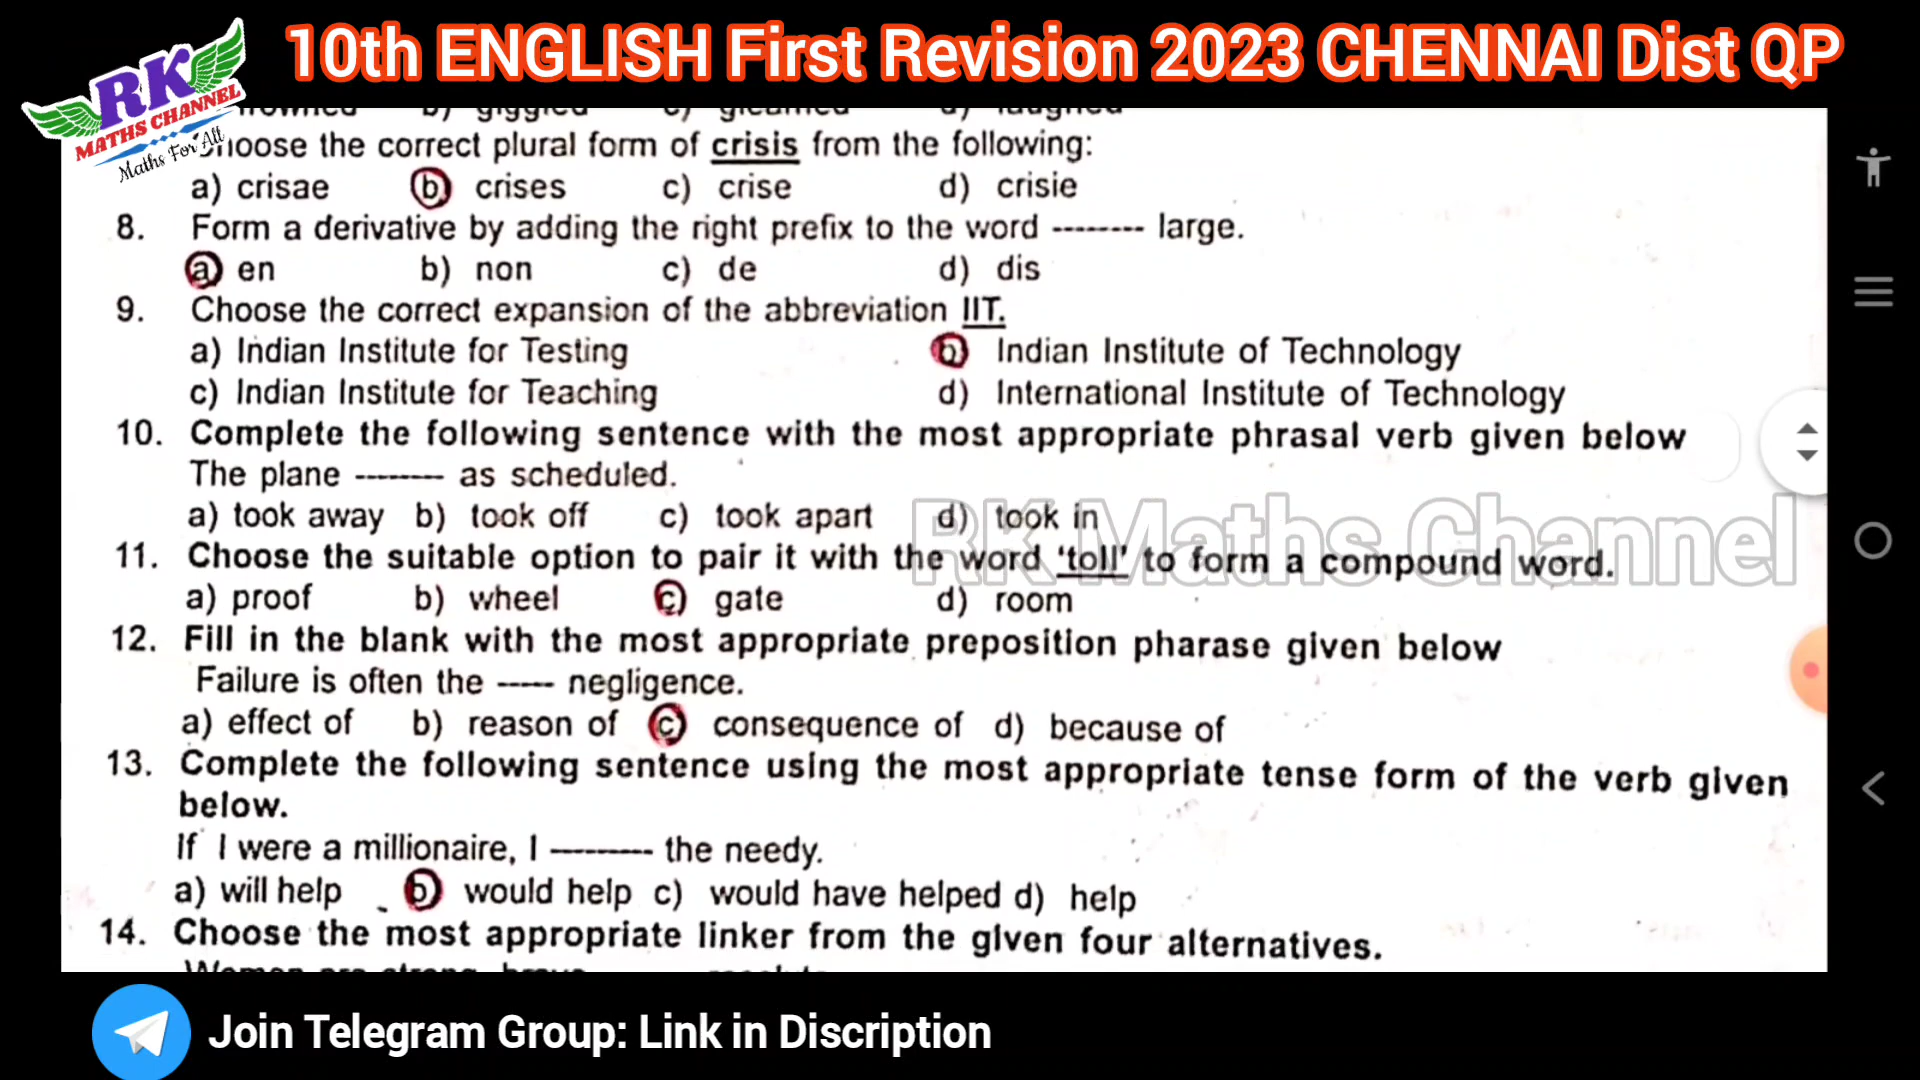 10th ENGLISH First Revision 2023 CHENNAI Dist QP
RK
MATHS CHANNEL
Maths For All
b) giggled c) gleamed d) laughed
Choose the correct plural form of crisis from the following:
a) crisae b) crises c) crise d) crisie
8. Form a derivative by adding the right prefix to the word -------- large.
a) en b) non c) de d) dis
9. Choose the correct expansion of the abbreviation IIT.
a) Indian Institute for Testing b) Indian Institute of Technology
c) Indian Institute for Teaching d) International Institute of Technology
10. Complete the following sentence with the most appropriate phrasal verb given below
The plane -------- as scheduled.
a) took away b) took off c) took apart d) took in
RK Maths Channel
11. Choose the suitable option to pair it with the word 'toll' to form a compound word.
a) proof b) wheel c) gate d) room
12. Fill in the blank with the most appropriate preposition pharase given below
Failure is often the ----- negligence.
a) effect of b) reason of c) consequence of d) because of
13. Complete the following sentence using the most appropriate tense form of the verb given
below.
If I were a millionaire, I --------- the needy.
a) will help b) would help c) would have helped d) help
14. Choose the most appropriate linker from the given four alternatives.
Join Telegram Group: Link in Discription